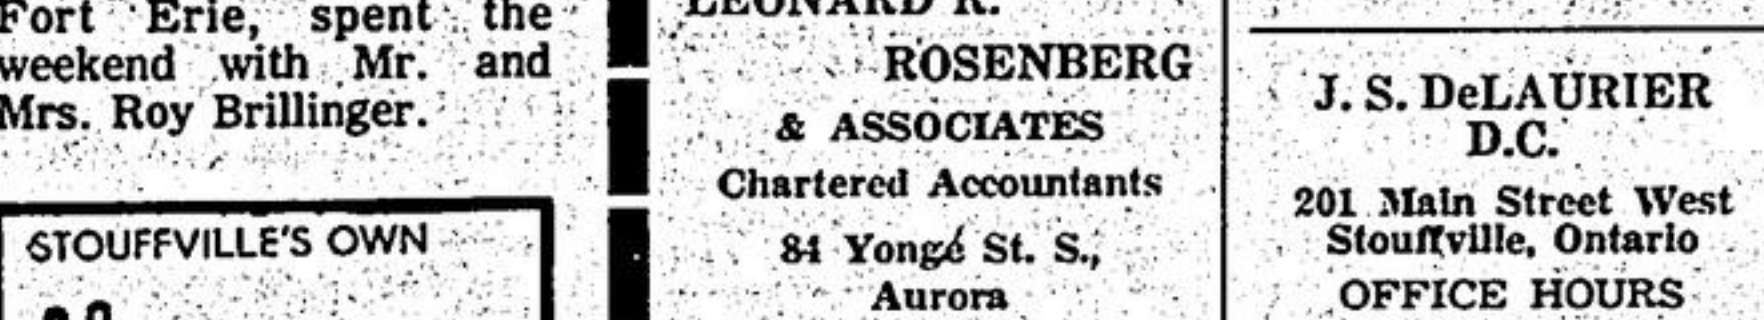 Fort Erie, spent the
weekend with Mr. and
Mrs. Roy Brillinger.
STOUFFVILLE'S OWN
LEONARD R.
ROSENBERG
& ASSOCIATES
Chartered Accountants
84 Yonge St. S.,
Aurora
J. S. DeLAURIER
D.C.
201 Main Street West
Stouffville, Ontario
OFFICE HOURS